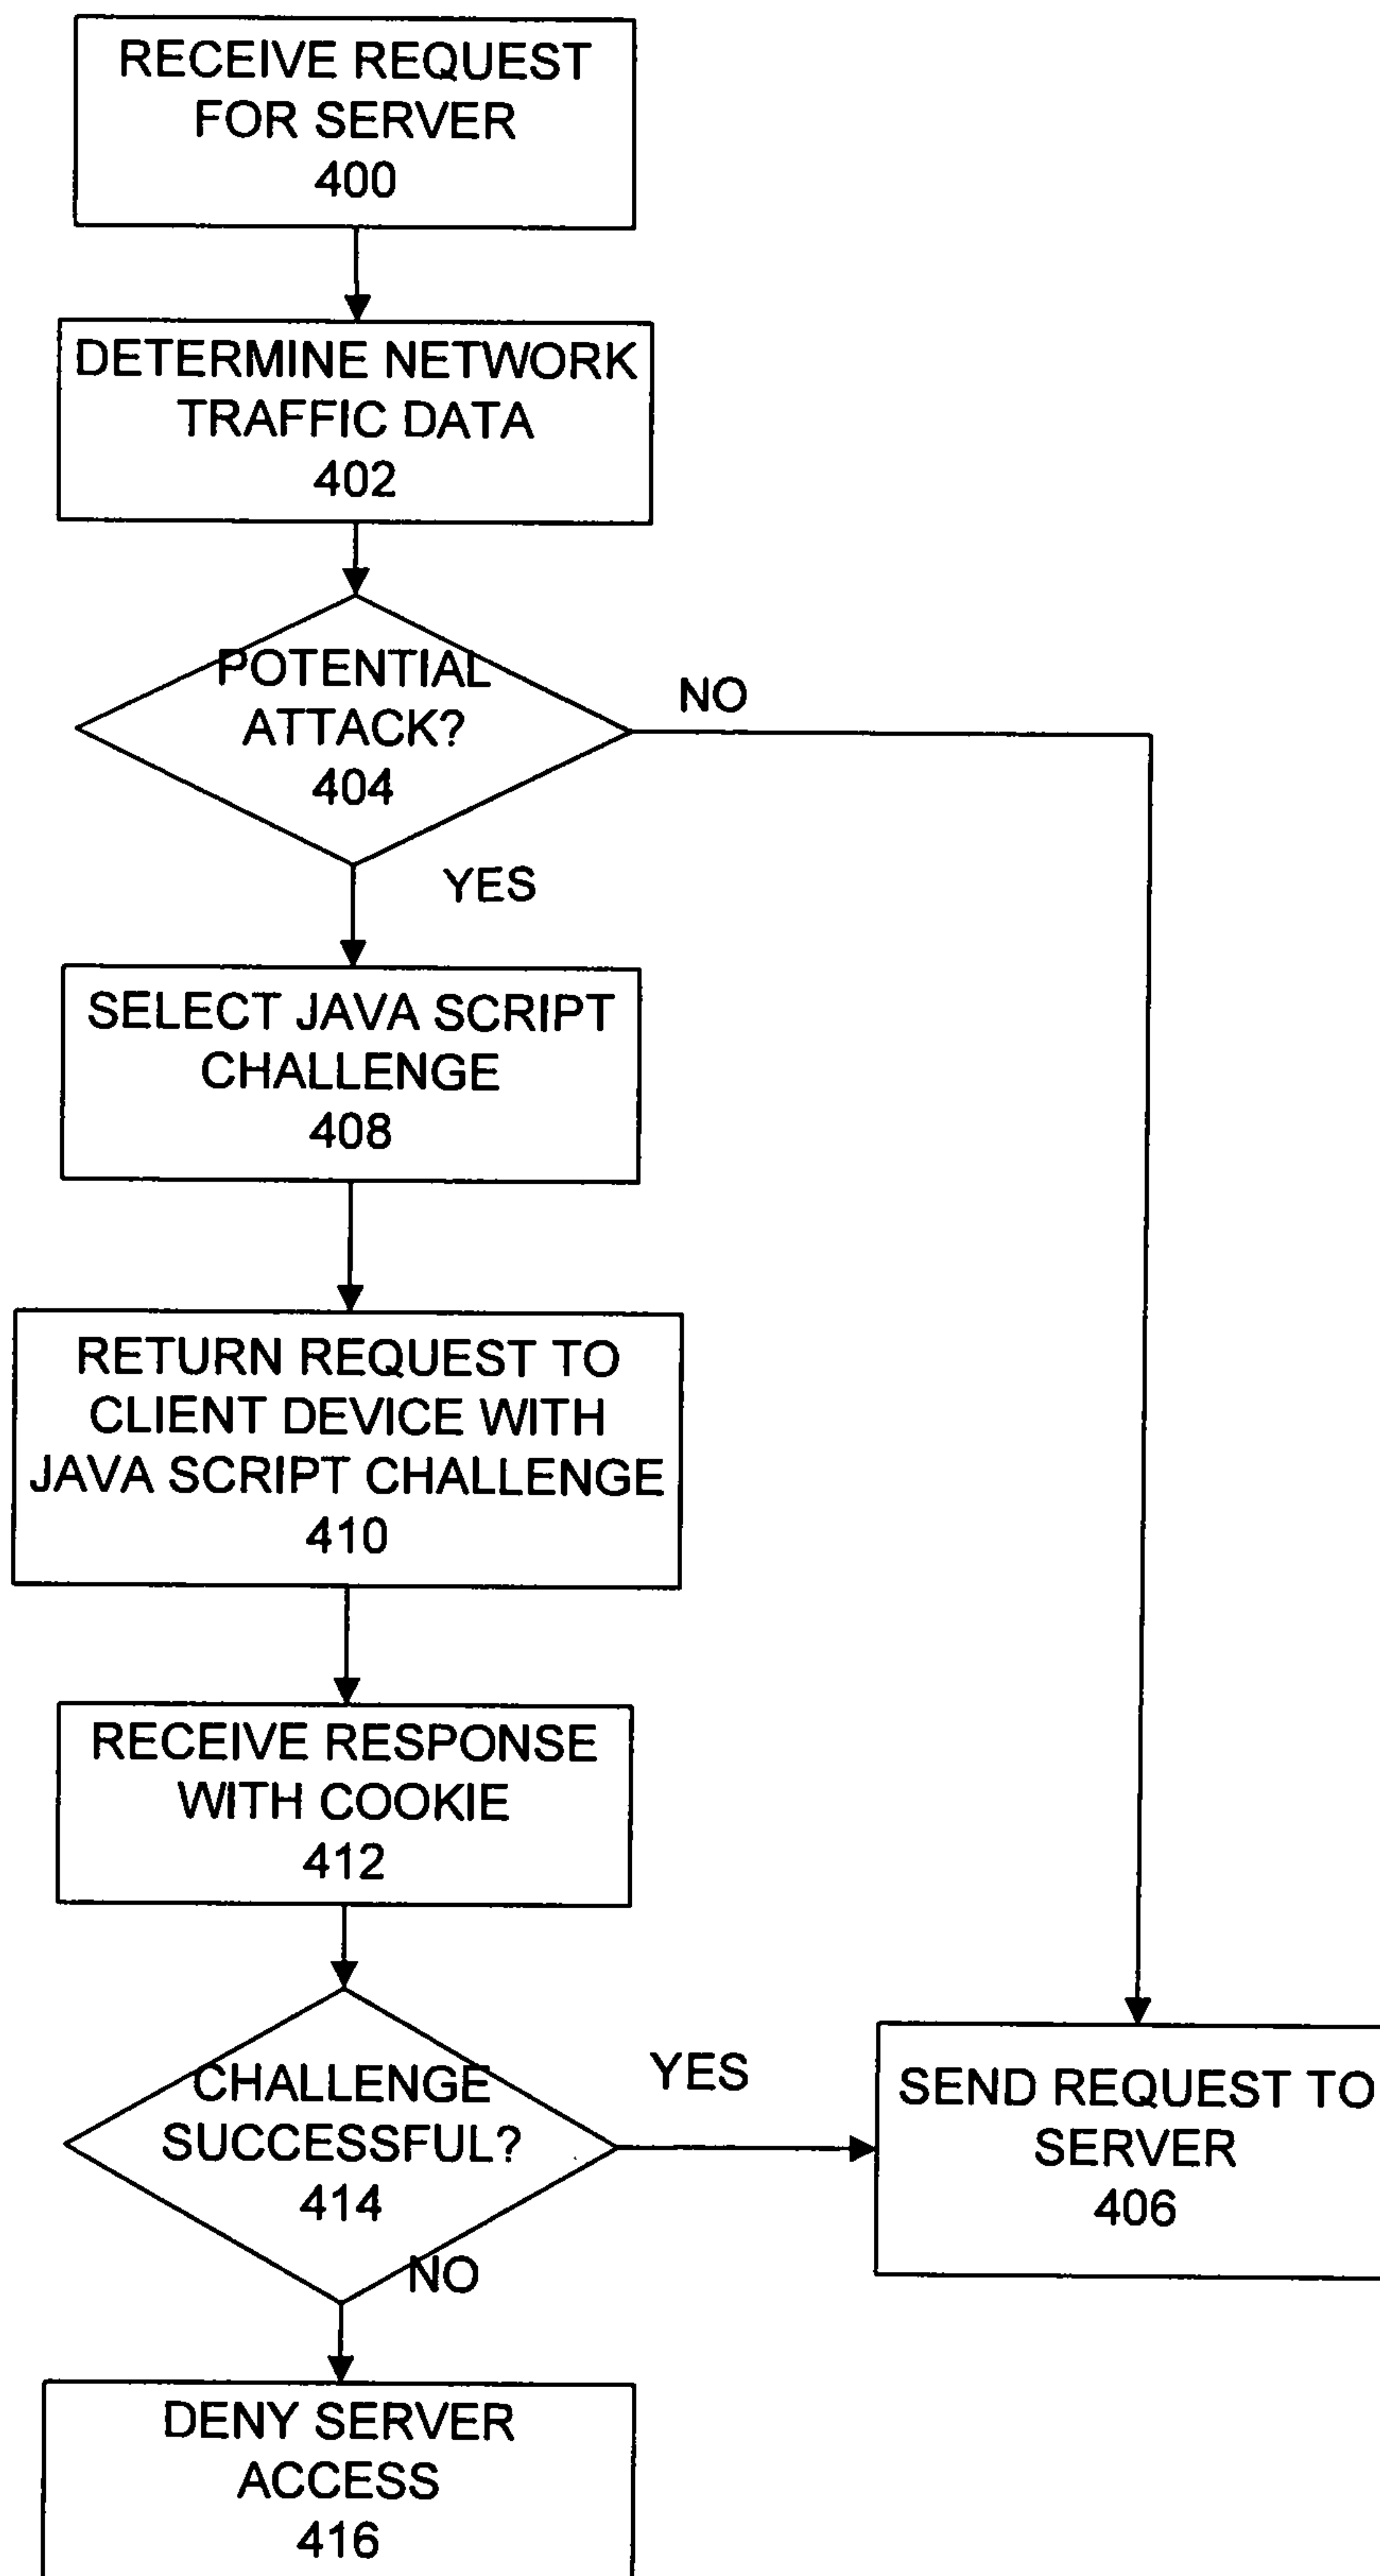 RECEIVE REQUEST
FOR SERVER
400
DETERMINE NETWORK
TRAFFIC DATA
402
POTENTIAL
ATTACK?
404
NO
YES
SELECT JAVA SCRIPT
CHALLENGE
408
RETURN REQUEST TO
CLIENT DEVICE WITH
JAVA SCRIPT CHALLENGE
410
RECEIVE RESPONSE
WITH COOKIE
412
CHALLENGE
SUCCESSFUL?
414
YES
NO
SEND REQUEST TO
SERVER
406
DENY SERVER
ACCESS
416